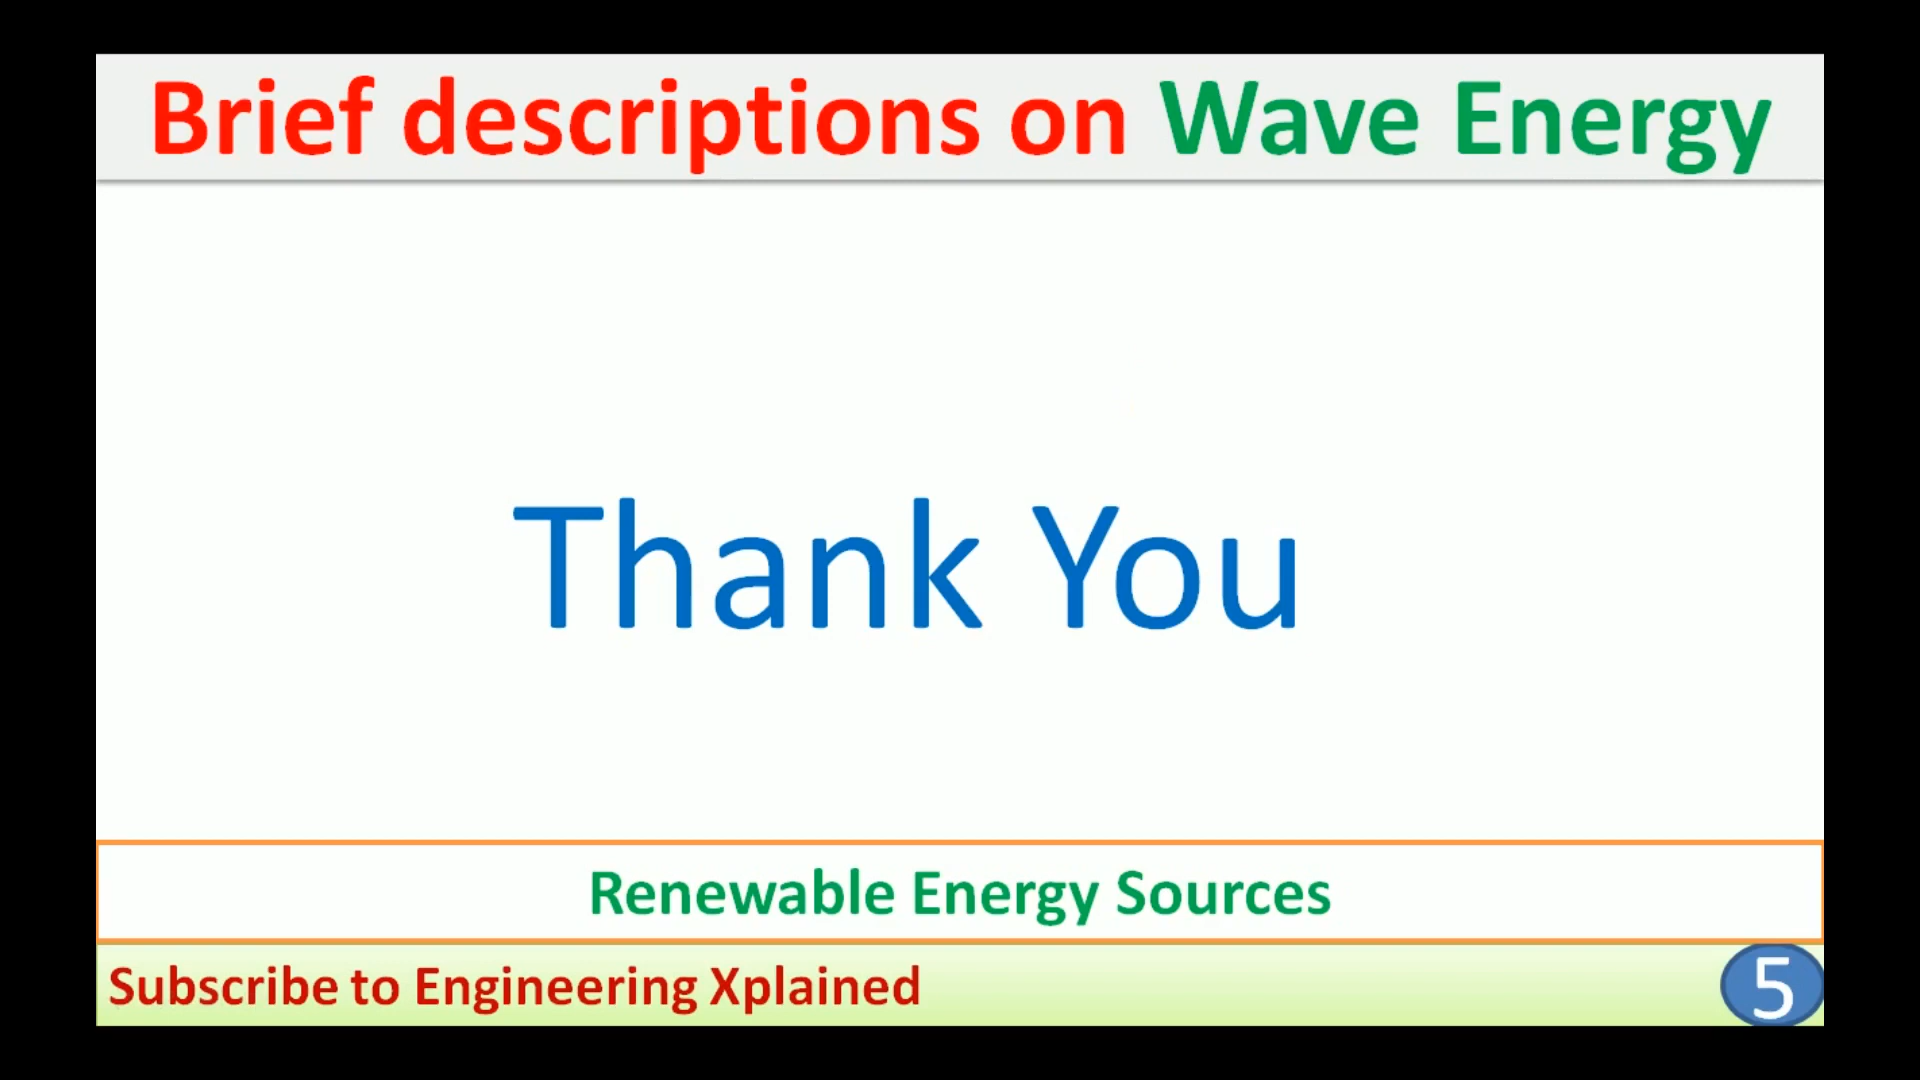 Brief descriptions on Wave Energy
Thank You
Renewable Energy Sources
Subscribe to Engineering Xplained
5